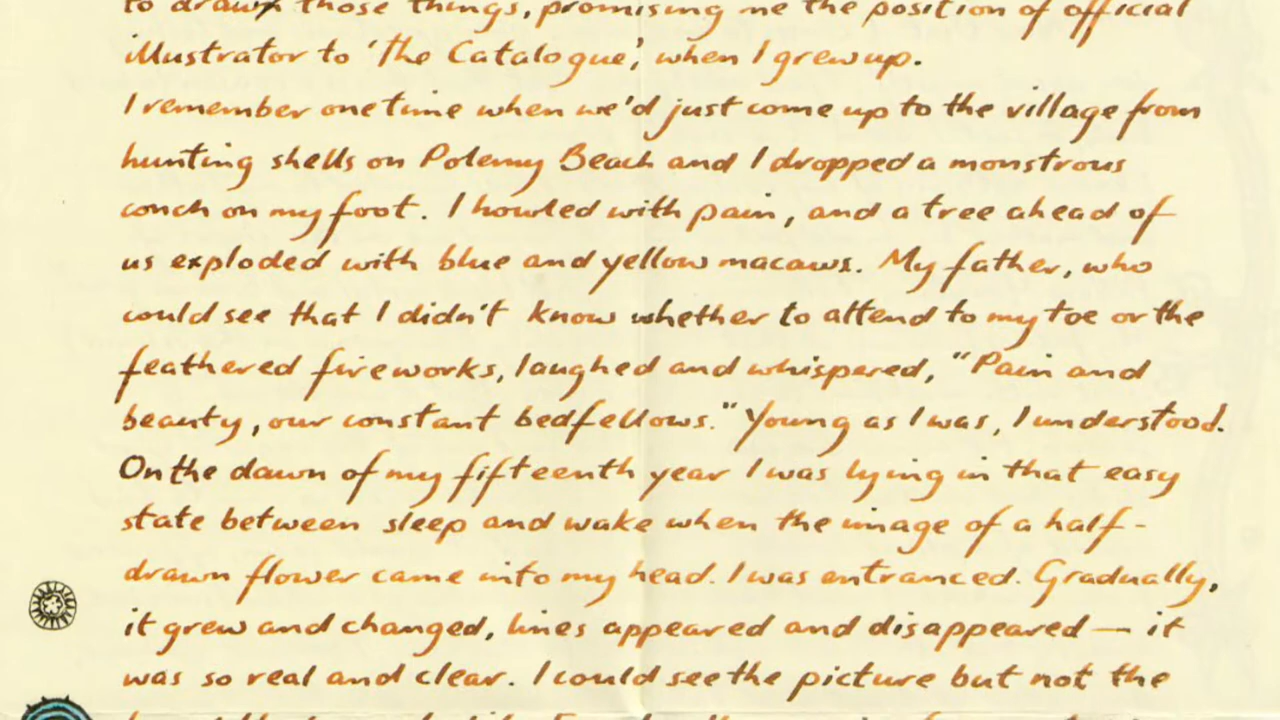 to draw those things, promising me the position of official
illustrator to 'The Catalogue', when I grew up.
I remember one time when we'd just come up to the village from
hunting shells on Polemy Beach and I dropped a monstrous
conch on my foot. I howled with pain, and a tree ahead of
us exploded with blue and yellow macaws. My father, who
could see that I didn't know whether to attend to my toe or the
feathered fireworks, laughed and whispered, "Pain and
beauty, our constant bedfellows." Young as I was, I understood.
On the dawn of my fifteenth year I was lying in that easy
state between sleep and wake when the image of a half-
drawn flower came into my head. I was entranced. Gradually,
it grew and changed, lines appeared and disappeared — it
was so real and clear. I could see the picture but not the